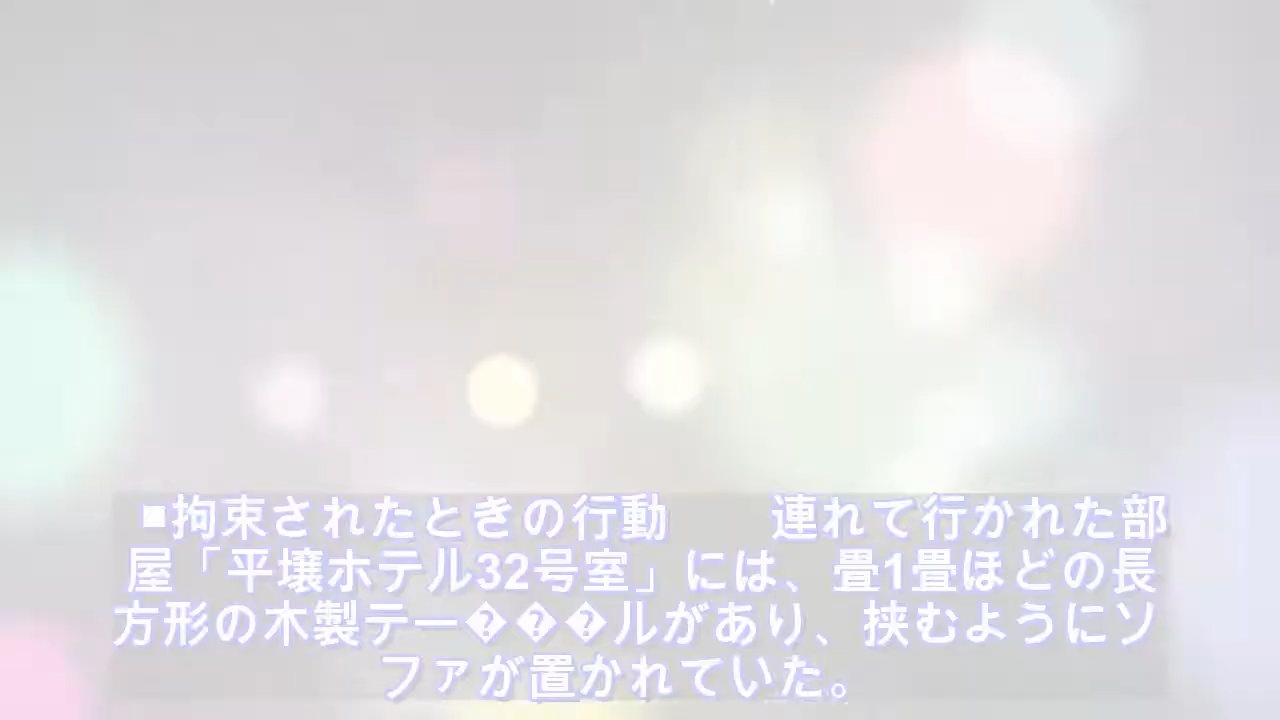 ■拘束されたときの行動　　連れて行かれた部
屋「平壌ホテル32号室」には、畳1畳ほどの長
方形の木製テー���ルがあり、挟むようにソ
ファが置かれていた。